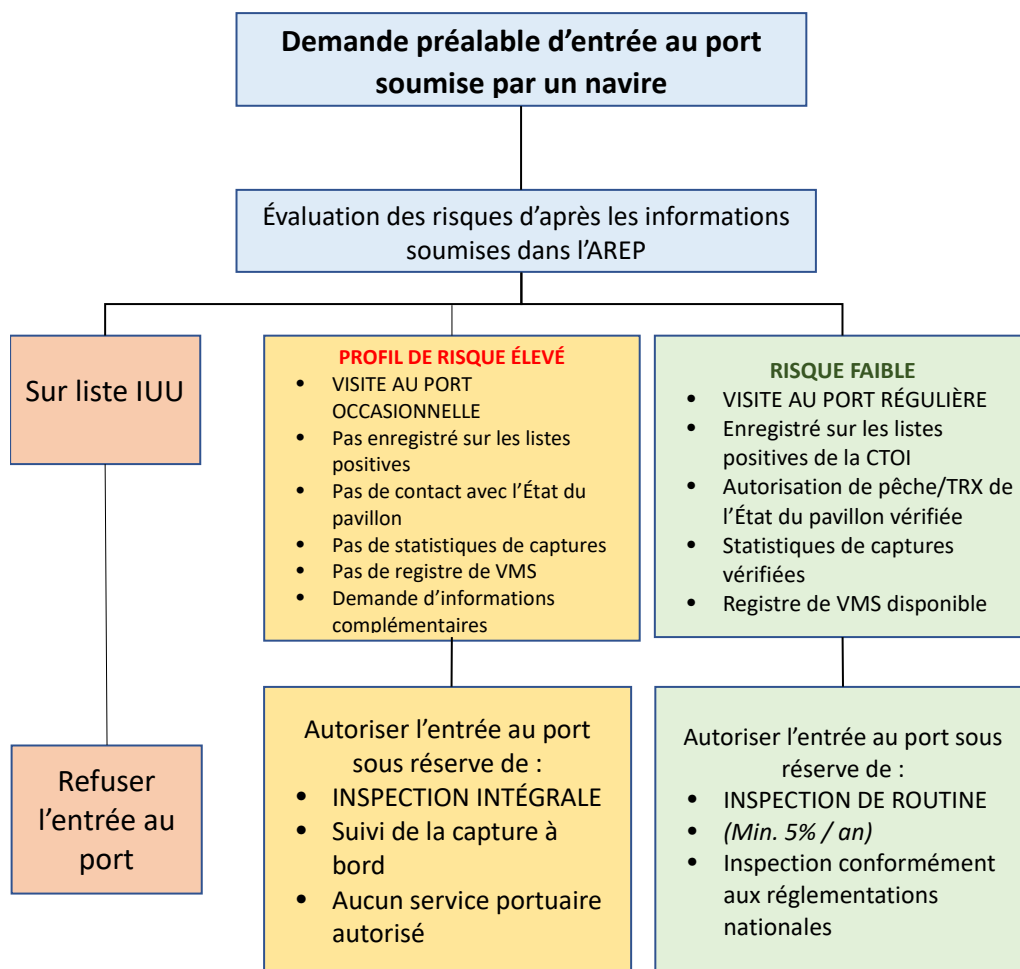 Demande préalable d’entrée au port
soumise par un navire
Évaluation des risques d’après les informations
soumises dans l’AREP
Sur liste IUU
PROFIL DE RISQUE ÉLEVÉ
• VISITE AU PORT
OCCASIONNELLE
• Pas enregistré sur les listes
positives
• Pas de contact avec l’État du
pavillon
• Pas de statistiques de captures
• Pas de registre de VMS
• Demande d’informations
complémentaires
RISQUE FAIBLE
• VISITE AU PORT RÉGULIÈRE
• Enregistré sur les listes
positives de la CTOI
• Autorisation de pêche/TRX de
l’État du pavillon vérifiée
• Statistiques de captures
vérifiées
• Registre de VMS disponible
Refuser
l’entrée au
port
Autoriser l’entrée au port
sous réserve de :
• INSPECTION INTÉGRALE
• Suivi de la capture à
bord
• Aucun service portuaire
autorisé
Autoriser l’entrée au port sous
réserve de :
• INSPECTION DE ROUTINE
• (Min. 5% / an)
• Inspection conformément
aux réglementations
nationales